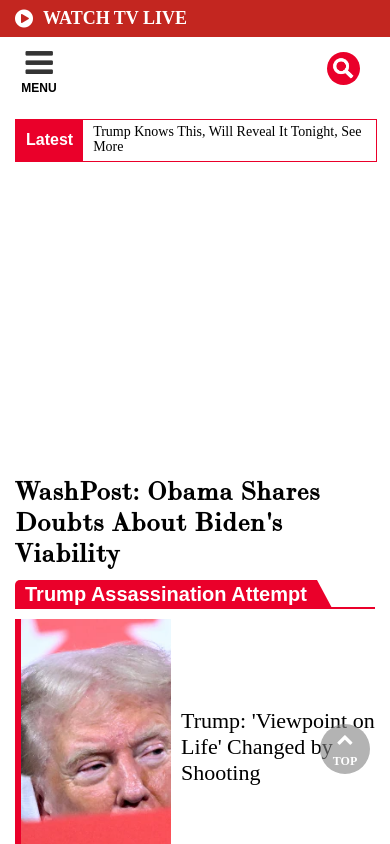 WATCH TV LIVE
MENU
Latest
Trump Knows This, Will Reveal It Tonight, See
More
WashPost: Obama Shares
Doubts About Biden's
Viability
Trump Assassination Attempt
Trump: 'Viewpoint on
Life' Changed by
Shooting
TOP